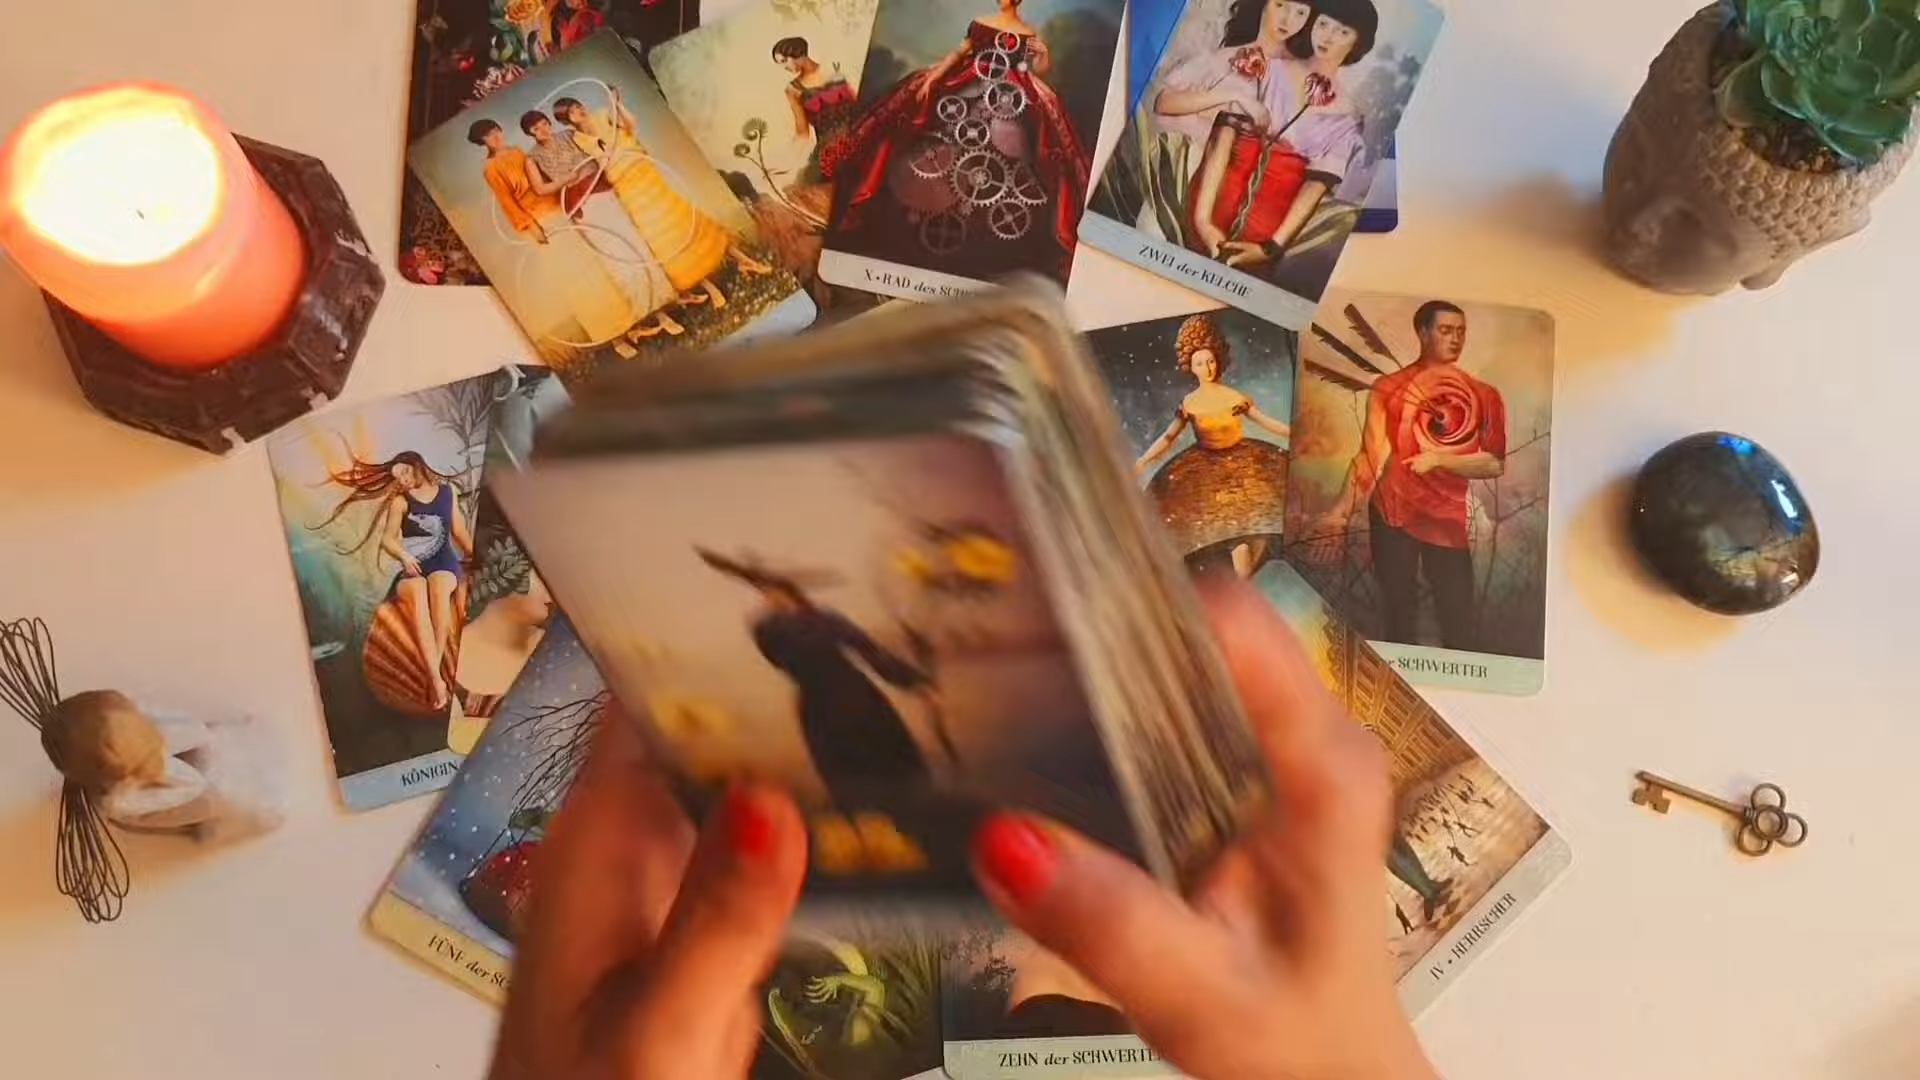 X • RAD des
ZWEI der KELCHE
SCHWERTER
KÖNIGIN
FÜNF der
IV • HERRSCHER
ZEHN der SCHWERTER